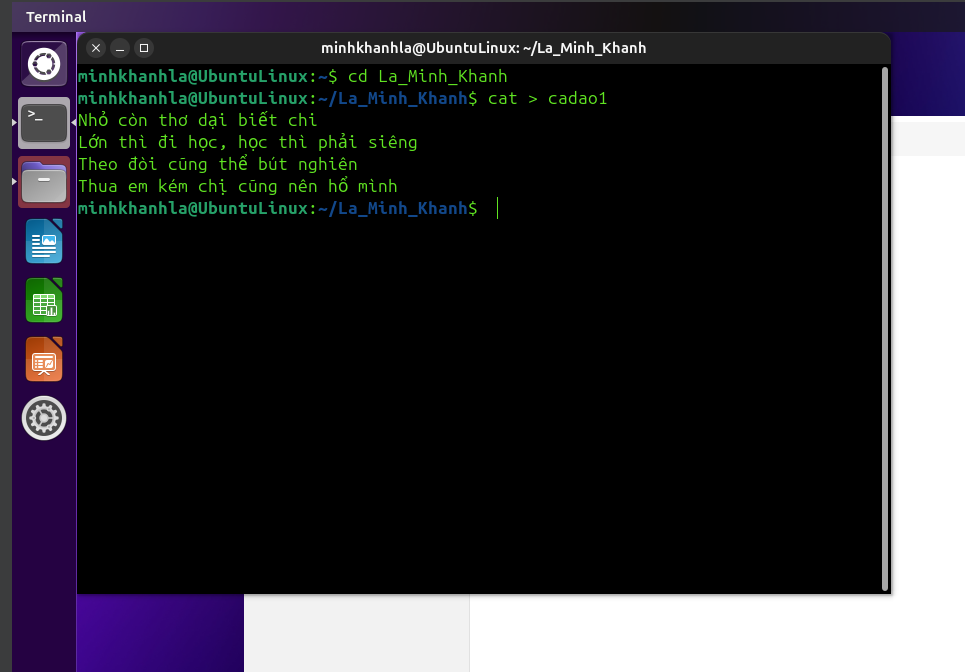 Terminal
minhkhanhla@UbuntuLinux: ~/La_Minh_Khanh
minhkhanhla@UbuntuLinux:~$ cd La_Minh_Khanh
minhkhanhla@UbuntuLinux:~/La_Minh_Khanh$ cat > cadao1
Nhỏ còn thơ dại biết chi
Lớn thì đi học, học thì phải siêng
Theo đòi cũng thể bút nghiên
Thua em kém chị cũng nên hổ mình
minhkhanhla@UbuntuLinux:~/La_Minh_Khanh$